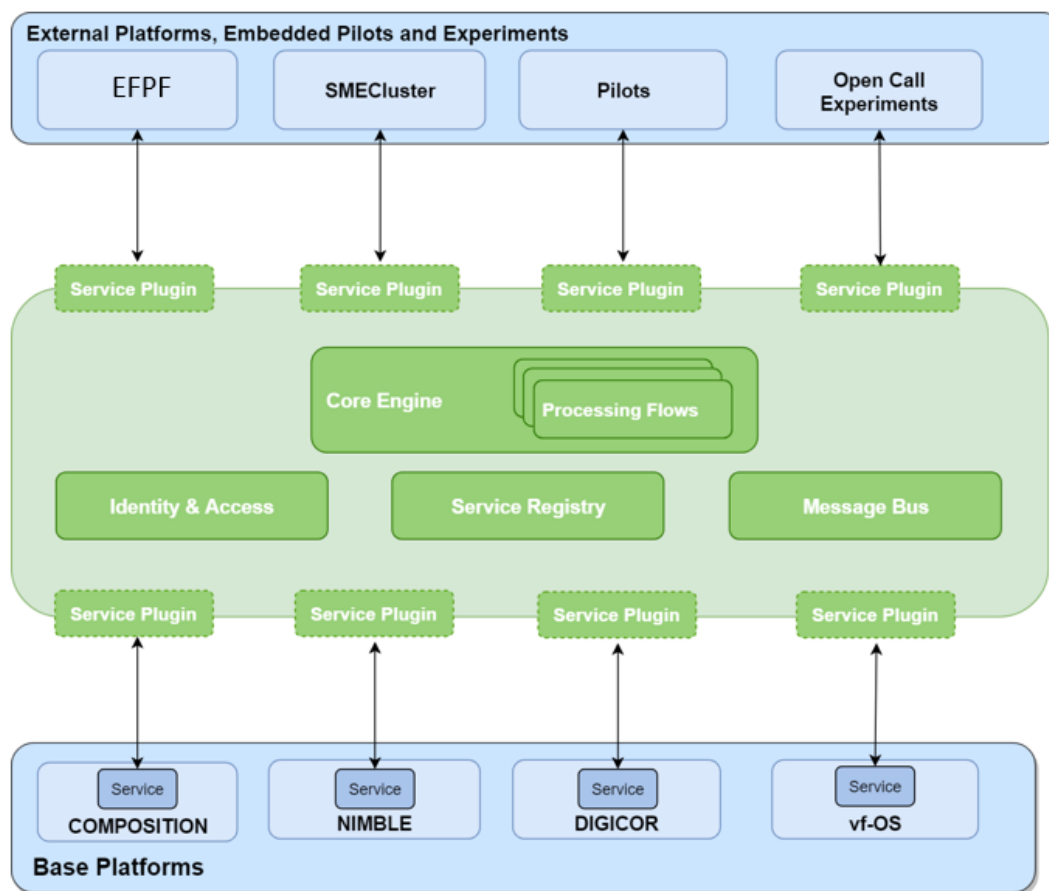 External Platforms, Embedded Pilots and Experiments
EFPF
SMECluster
Pilots
Open Call
Experiments
Service Plugin
Service Plugin
Service Plugin
Service Plugin
Core Engine
Processing Flows
Identity & Access
Service Registry
Message Bus
Service Plugin
Service Plugin
Service Plugin
Service Plugin
Service
Service
Service
Service
COMPOSITION
NIMBLE
DIGICOR
vf-OS
Base Platforms